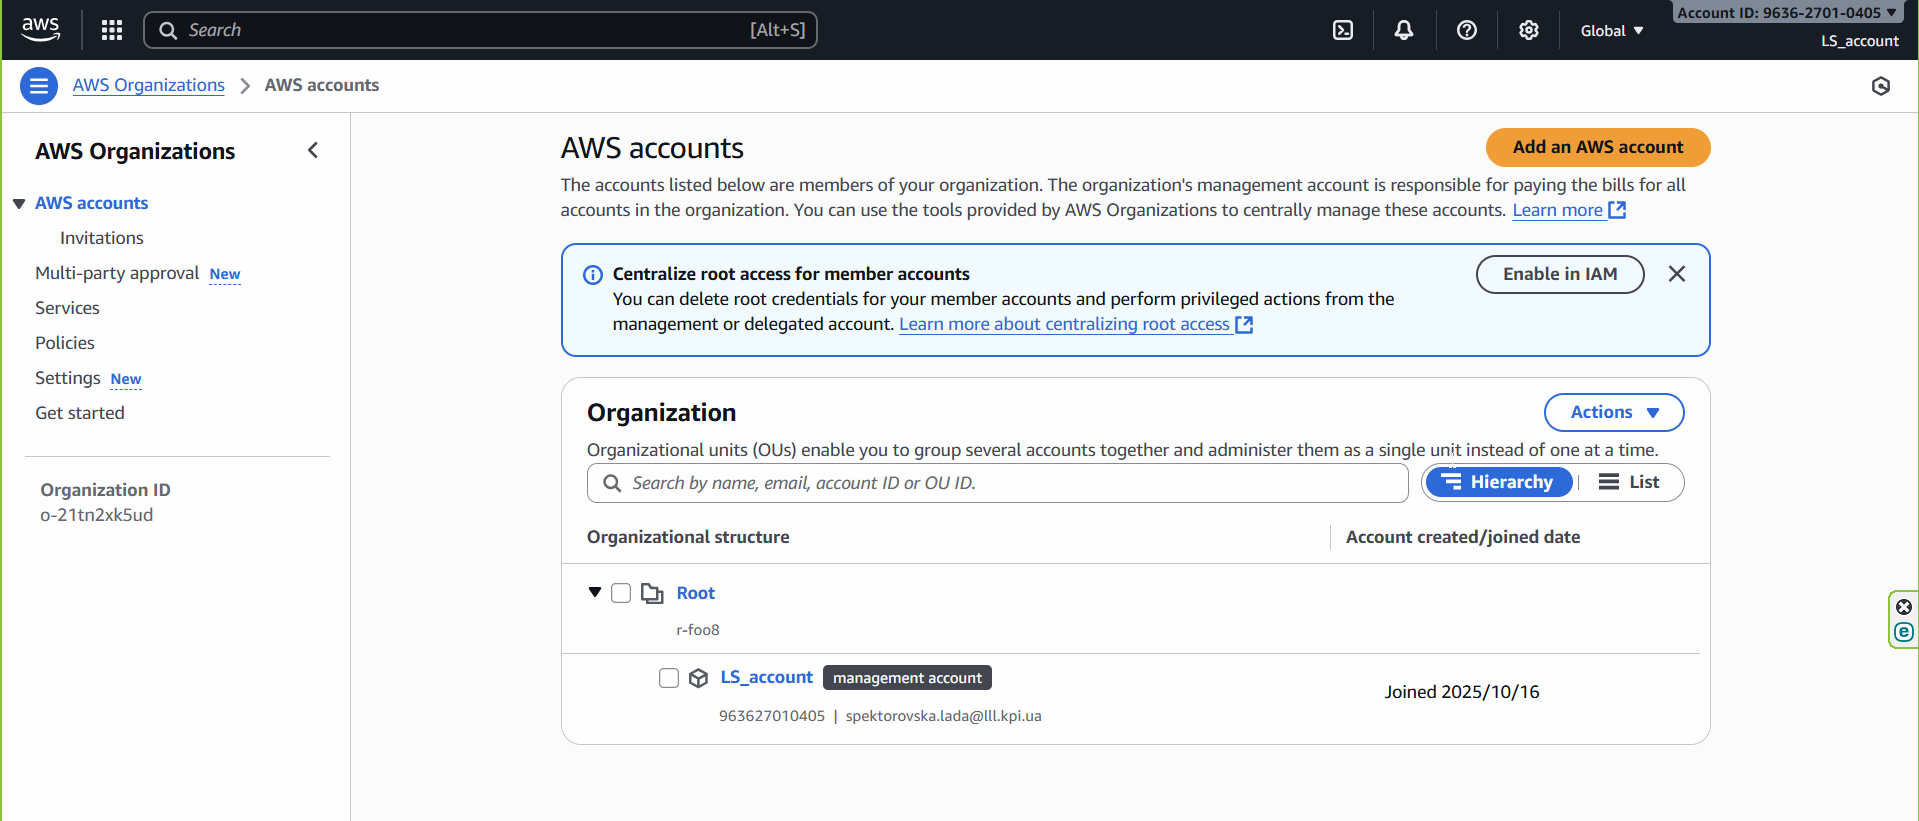 aws
Search
[Alt+S]
Global
Account ID: 9636-2701-0405
LS_account
AWS Organizations
AWS accounts
AWS Organizations
AWS accounts
Invitations
Multi-party approval New
Services
Policies
Settings New
Get started
Organization ID
o-21tn2xk5ud
AWS accounts
Add an AWS account
The accounts listed below are members of your organization. The organization's management account is responsible for paying the bills for all
accounts in the organization. You can use the tools provided by AWS Organizations to centrally manage these accounts. Learn more
Centralize root access for member accounts
You can delete root credentials for your member accounts and perform privileged actions from the
management or delegated account. Learn more about centralizing root access
Enable in IAM
Organization
Actions
Organizational units (OUs) enable you to group several accounts together and administer them as a single unit instead of one at a time.
Search by name, email, account ID or OU ID.
Hierarchy
List
Organizational structure
Account created/joined date
Root
r-foo8
LS_account management account
Joined 2025/10/16
963627010405 | spektorovska.lada@lll.kpi.ua